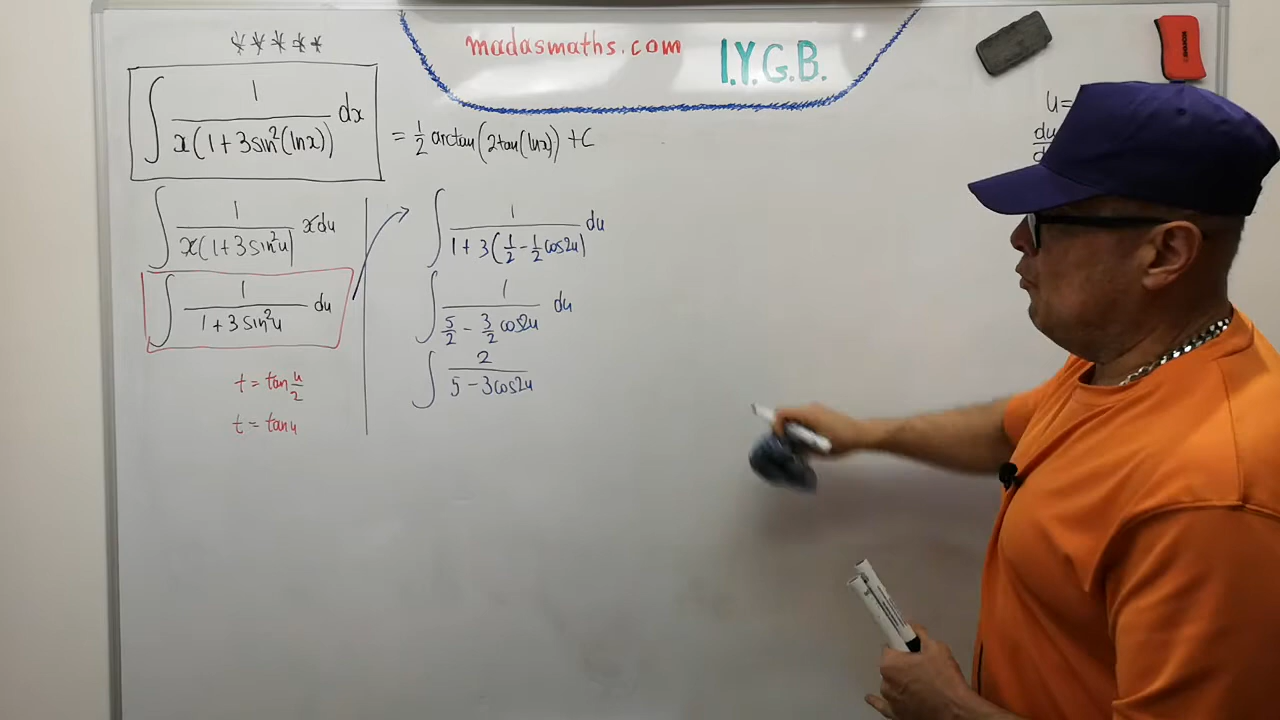 *****
madasmaths.com
I.Y.G.B.
∫ 1/(x(1+3sin²(lnx))) dx = ½ arctan(2tan(lnx)) + C
∫ 1/(x(1+3sin²u)) x du
∫ 1/(1+3sin²u) du
t = tan u/2
t = tan u
∫ 1/(1+3(½-½cos2u)) du
∫ 1/(5/2 - 3/2 cos2u) du
∫ 2/(5-3cos2u)
u=
du